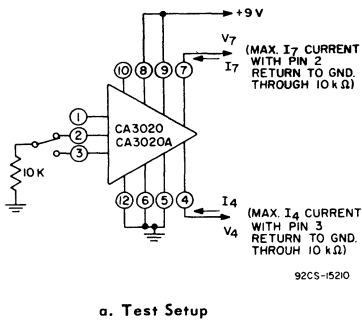 +9 V
V7
(MAX. I7 CURRENT
WITH PIN 2
RETURN TO GND.
THROUGH 10 kΩ)
I7
10
8
9
7
1
2
3
CA3020
CA3020A
10K
12
6
5
4
I4
V4
(MAX. I4 CURRENT
WITH PIN 3
RETURN TO GND.
THROUH 10 kΩ)
92CS-15210
a. Test Setup